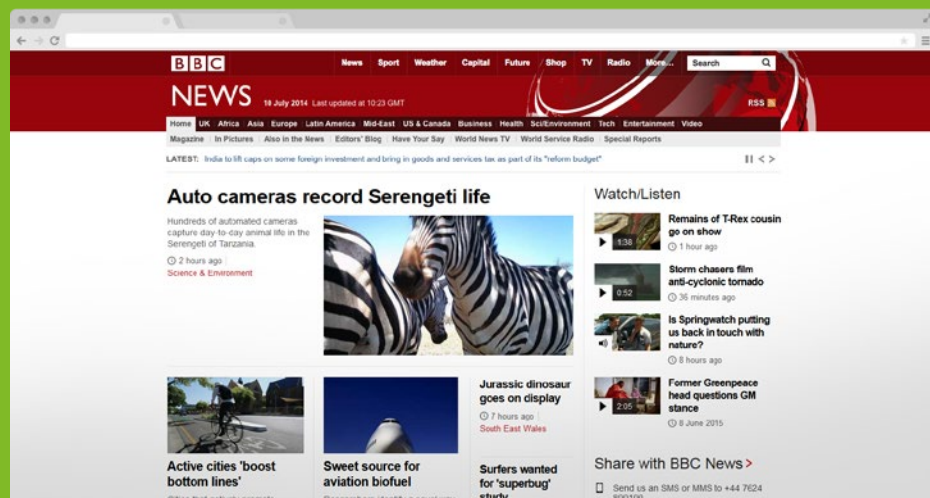 BBC
News Sport Weather Capital Future Shop TV Radio More... Search
NEWS 10 July 2014 Last updated at 10:23 GMT
RSS
Home UK Africa Asia Europe Latin America Mid-East US & Canada Business Health Sci/Environment Tech Entertainment Video
Magazine In Pictures Also in the News Editors' Blog Have Your Say World News TV World Service Radio Special Reports
LATEST: India to lift caps on some foreign investment and bring in goods and services tax as part of its "reform budget"
Auto cameras record Serengeti life
Hundreds of automated cameras
capture day-to-day animal life in the
Serengeti of Tanzania.
2 hours ago
Science & Environment
Active cities 'boost
bottom lines'
Sweet source for
aviation biofuel
Jurassic dinosaur
goes on display
7 hours ago
South East Wales
Surfers wanted
for 'superbug'
study
Watch/Listen
1:38
Remains of T-Rex cousin
go on show
1 hour ago
0:52
Storm chasers film
anti-cyclonic tornado
36 minutes ago
Is Springwatch putting
us back in touch with
nature?
8 hours ago
2:05
Former Greenpeace
head questions GM
stance
8 June 2015
Share with BBC News >
Send us an SMS or MMS to +44 7624